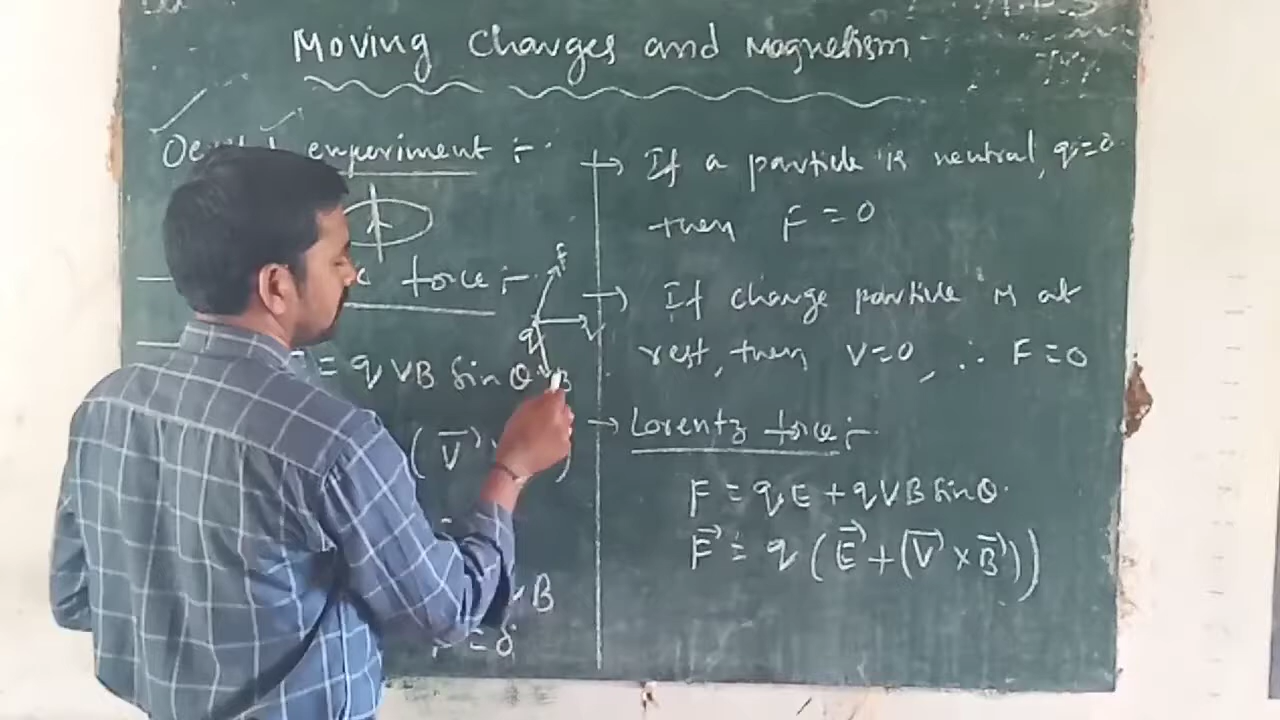 Moving Charges and Magnetism
experiment :-
force :-
F
q
V
B
= qVB Sin θ
(V⃗
B
→ If a particle is neutral, q=0
then F = 0
→ If charge particle is at
rest, then V=0, ∴ F=0
→ Lorentz force :-
F = qE + qVB Sin θ.
F⃗ = q (E⃗ + (V⃗ × B⃗))